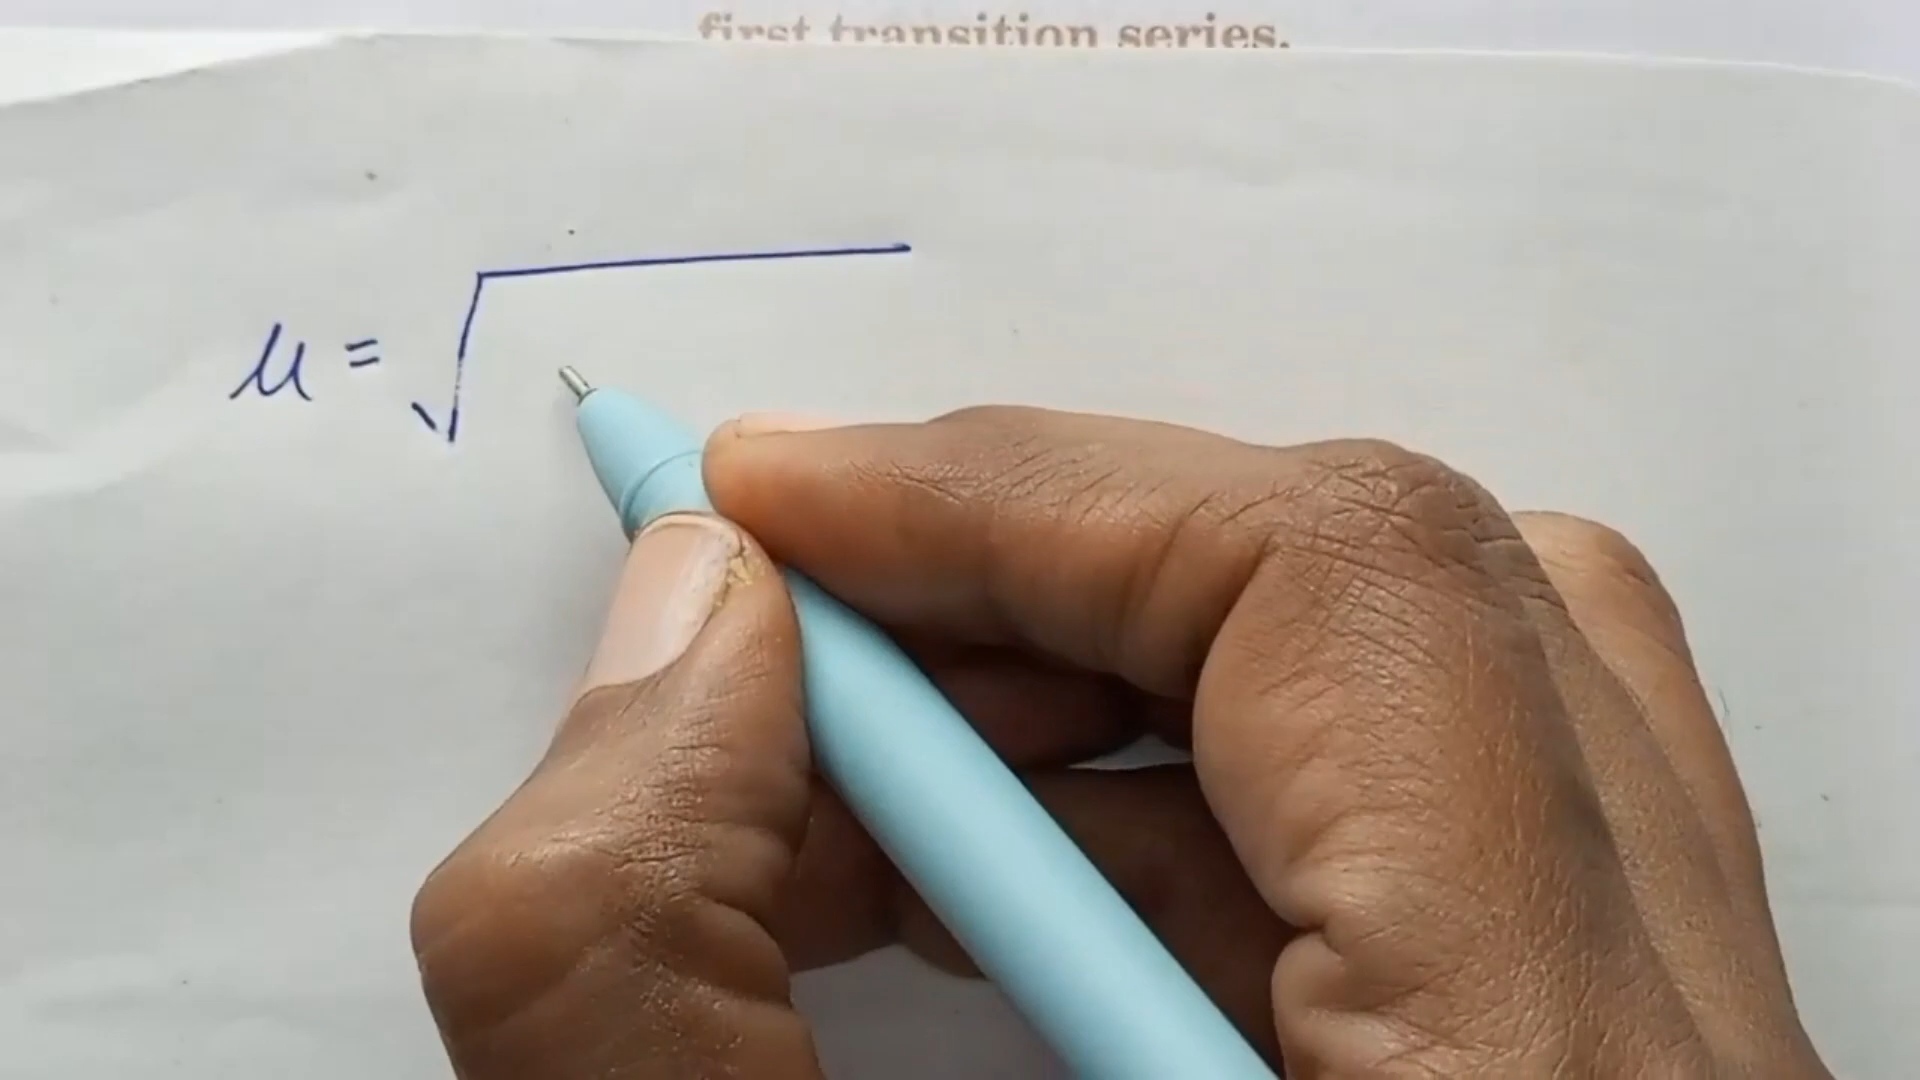 first transition series.
μ = √